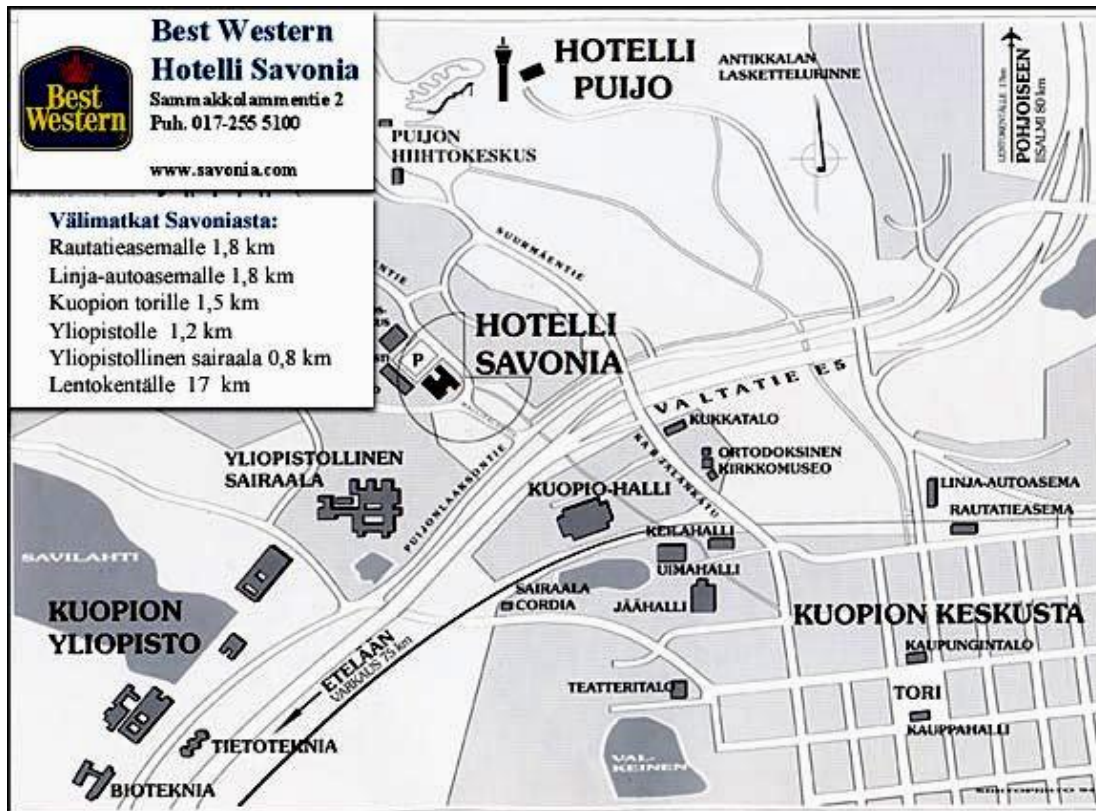 Best Western
Hotelli Savonia
Sammakkolammentie 2
Puh. 017-255 5100
www.savonia.com
Best
Western
Välimatkat Savoniasta:
Rautatieasemalle 1,8 km
Linja-autoasemalle 1,8 km
Kuopion torille 1,5 km
Yliopistolle 1,2 km
Yliopistollinen sairaala 0,8 km
Lentokentälle 17 km
HOTELLI
PUIJO
ANTIKKALAN
LASKETTELURINNE
LENTOKENTÄLLE 17km
POHJOISEEN
IISALMI 80 km
PUIJON
HIIHTOKESKUS
SUURMÄENTIE
HOTELLI
SAVONIA
P
VALTATIE E5
KUKKATALO
ORTODOKSINEN
KIRKKOMUSEO
KARJALANKATU
YLIOPISTOLLINEN
SAIRAALA
PUIJONLAAKSONTIE
KUOPIO-HALLI
LINJA-AUTOASEMA
RAUTATIEASEMA
KEILAHALLI
UIMAHALLI
SAVILAHTI
SAIRAALA
CORDIA
JÄÄHALLI
KUOPION
YLIOPISTO
KUOPION KESKUSTA
KAUPUNGINTALO
ETELÄÄN
VARKAUS 75 km
TEATTERITALO
TORI
KAUPPAHALLI
TIETOTEKNIA
VAL-
KEINEN
BIOTEKNIA